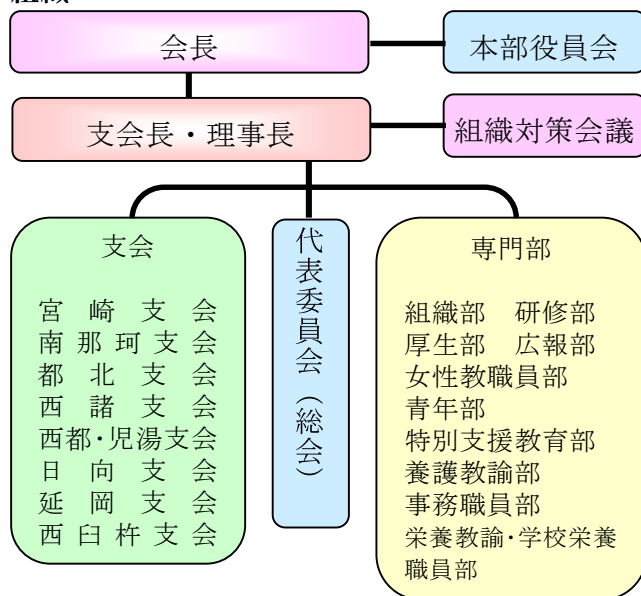 会長
本部役員会
支会長・理事長
組織対策会議
支会
宮崎支会
南那珂支会
都北支会
西諸支会
西都・児湯支会
日向支会
延岡支会
西臼杵支会
代表委員会（総会）
専門部
組織部　研修部
厚生部　広報部
女性教職員部
青年部
特別支援教育部
養護教諭部
事務職員部
栄養教諭・学校栄養
職員部